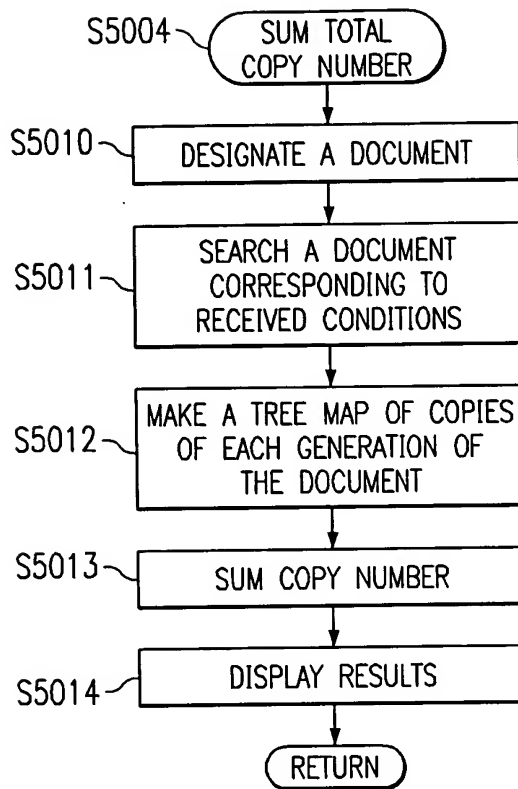 S5004
SUM TOTAL
COPY NUMBER
S5010
DESIGNATE A DOCUMENT
S5011
SEARCH A DOCUMENT
CORRESPONDING TO
RECEIVED CONDITIONS
S5012
MAKE A TREE MAP OF COPIES
OF EACH GENERATION OF
THE DOCUMENT
S5013
SUM COPY NUMBER
S5014
DISPLAY RESULTS
RETURN